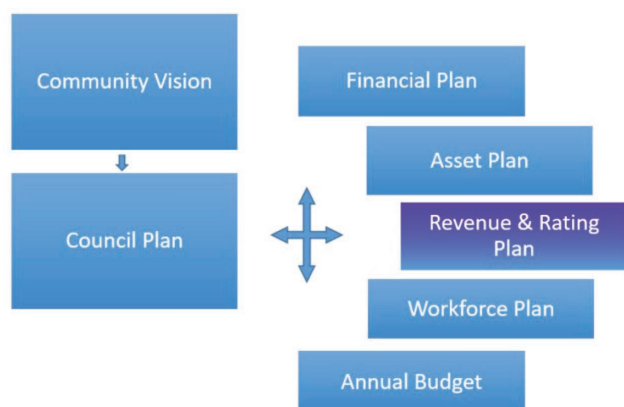 Community Vision
Council Plan
Financial Plan
Asset Plan
Revenue & Rating
Plan
Workforce Plan
Annual Budget